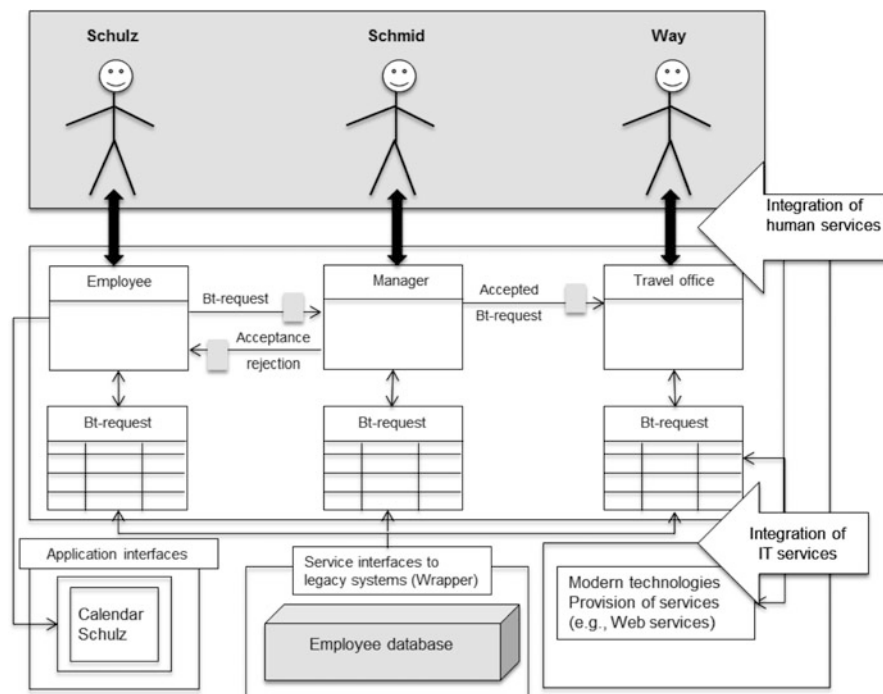 Schulz
Schmid
Way
Integration of
human services
Employee
Manager
Travel office
Bt-request
Accepted
Bt-request
Acceptance
rejection
Bt-request
Bt-request
Bt-request
Application interfaces
Service interfaces to
legacy systems (Wrapper)
Integration of
IT services
Modern technologies
Provision of services
(e.g., Web services)
Calendar
Schulz
Employee database